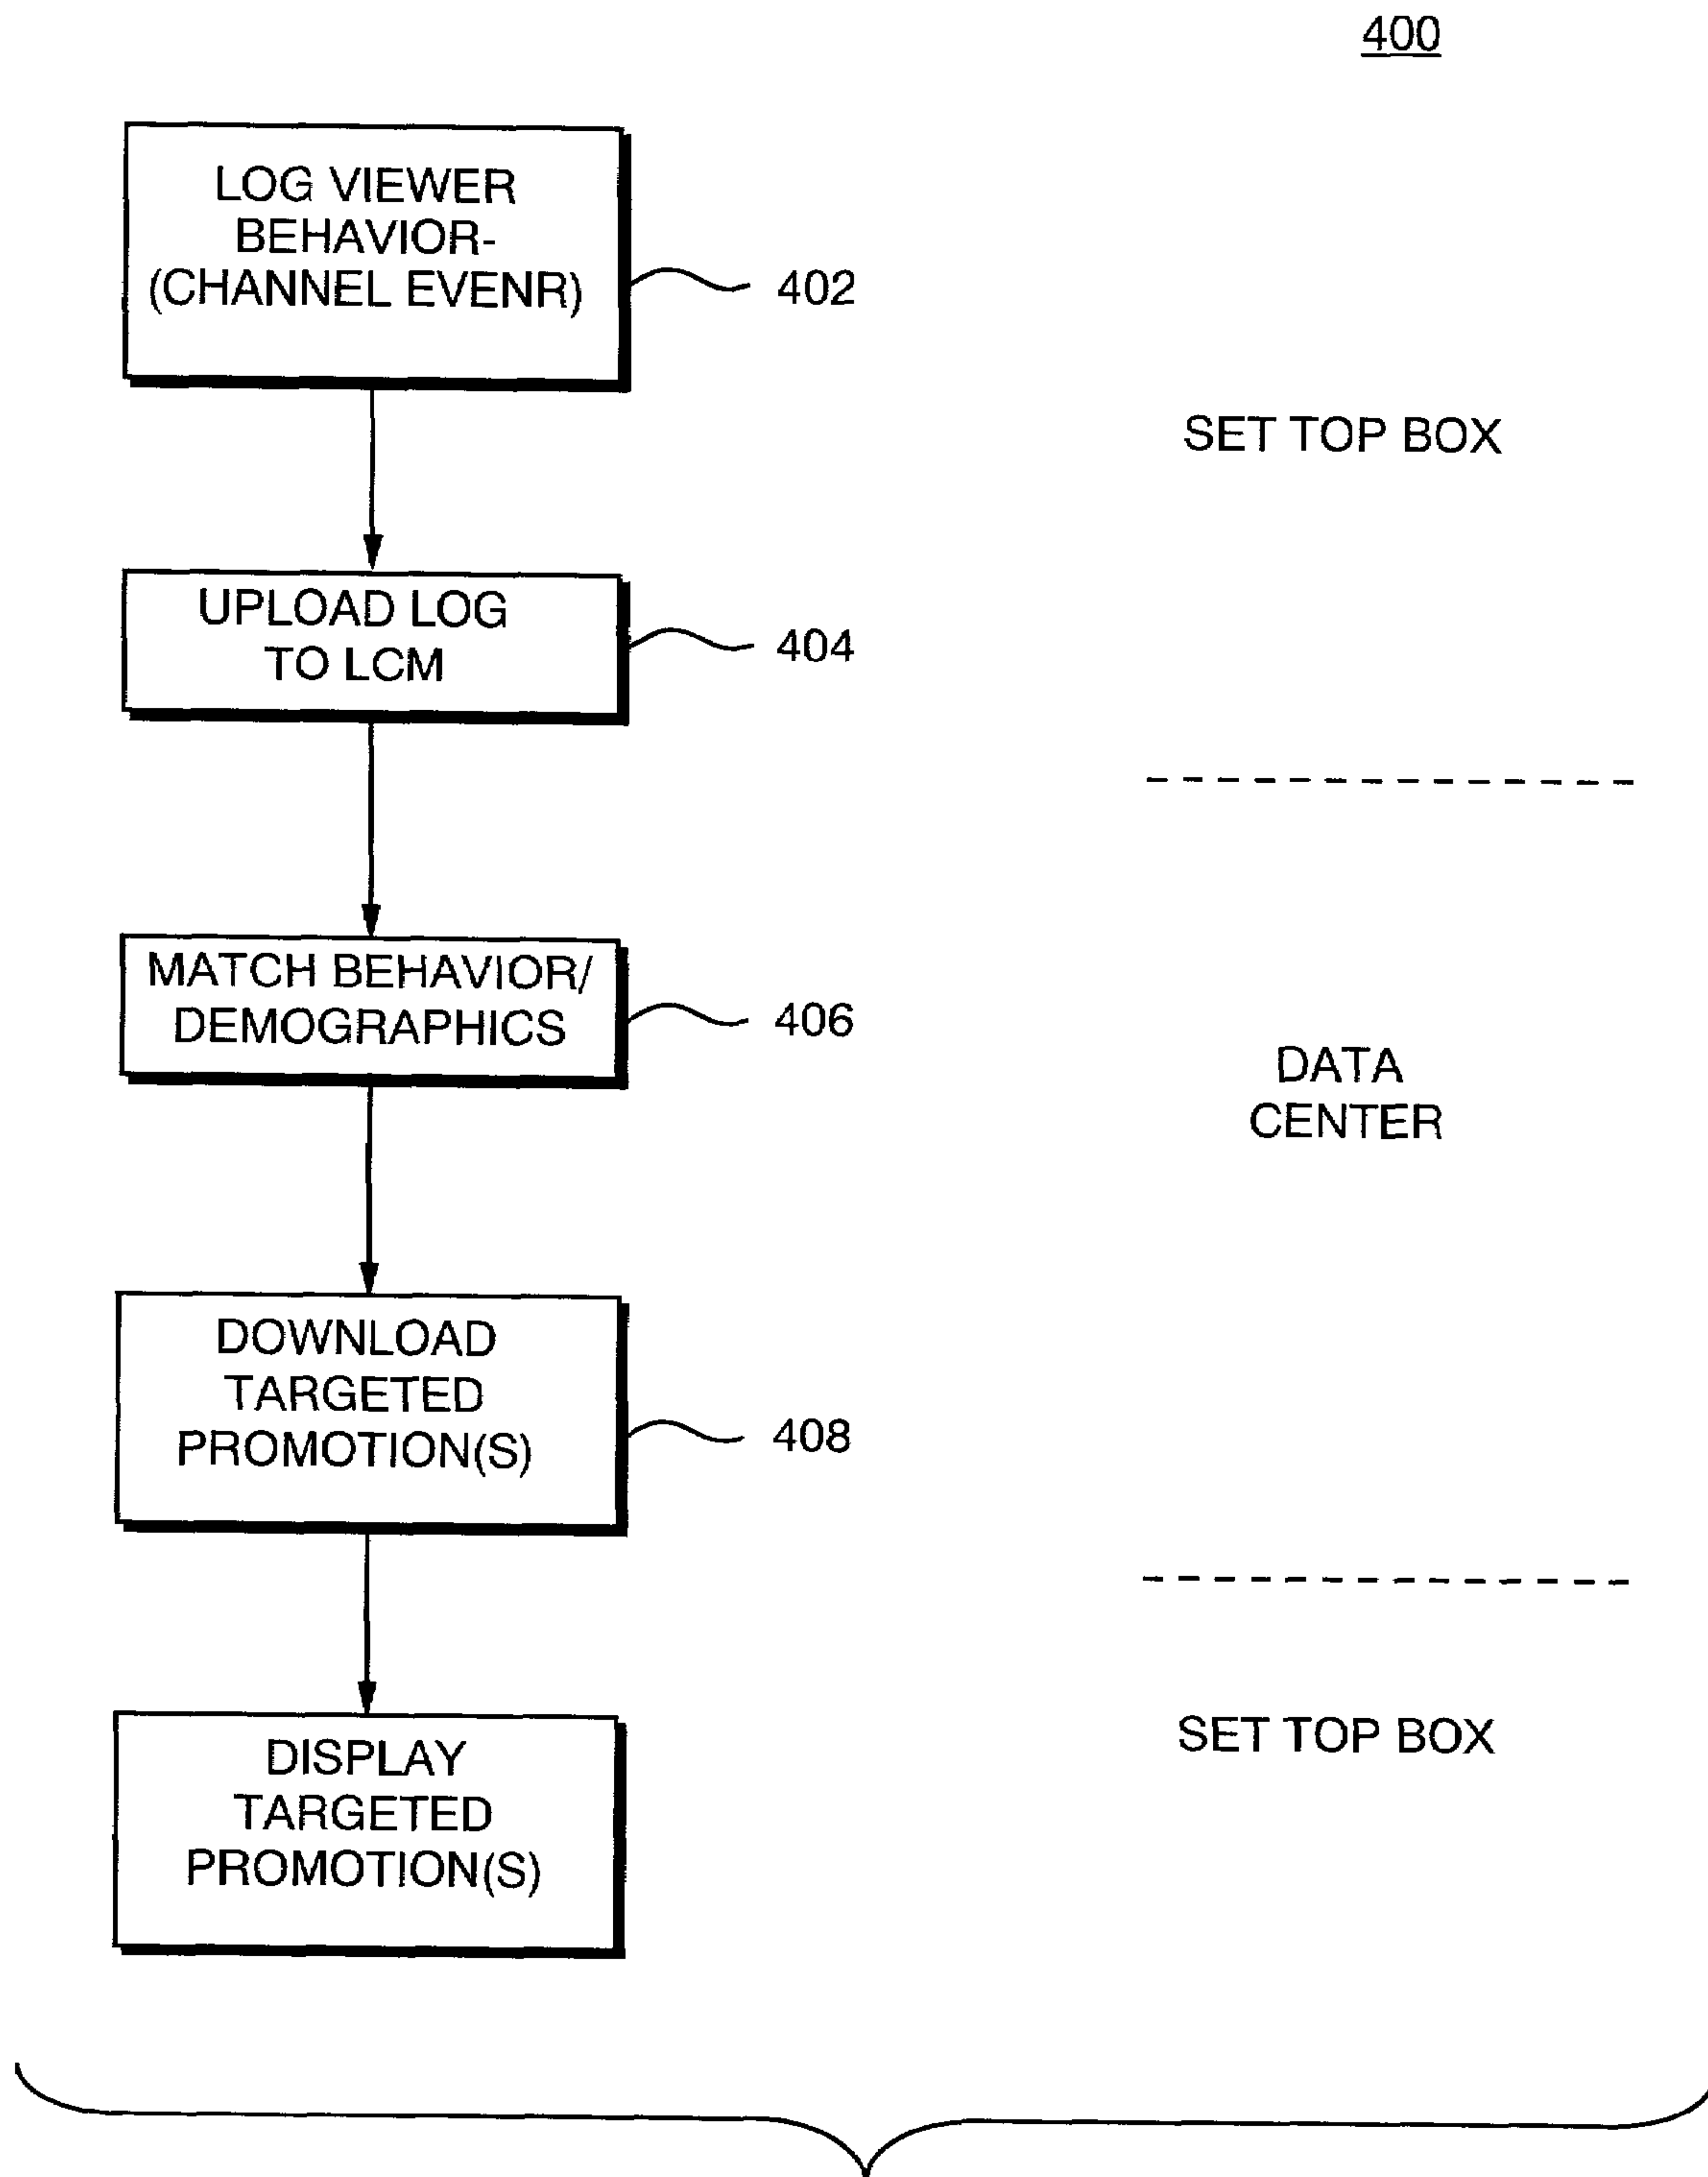 400
LOG VIEWER
BEHAVIOR-
(CHANNEL EVENR)
402
SET TOP BOX
UPLOAD LOG
TO LCM
404
MATCH BEHAVIOR/
DEMOGRAPHICS
406
DATA
CENTER
DOWNLOAD
TARGETED
PROMOTION(S)
408
DISPLAY
TARGETED
PROMOTION(S)
SET TOP BOX